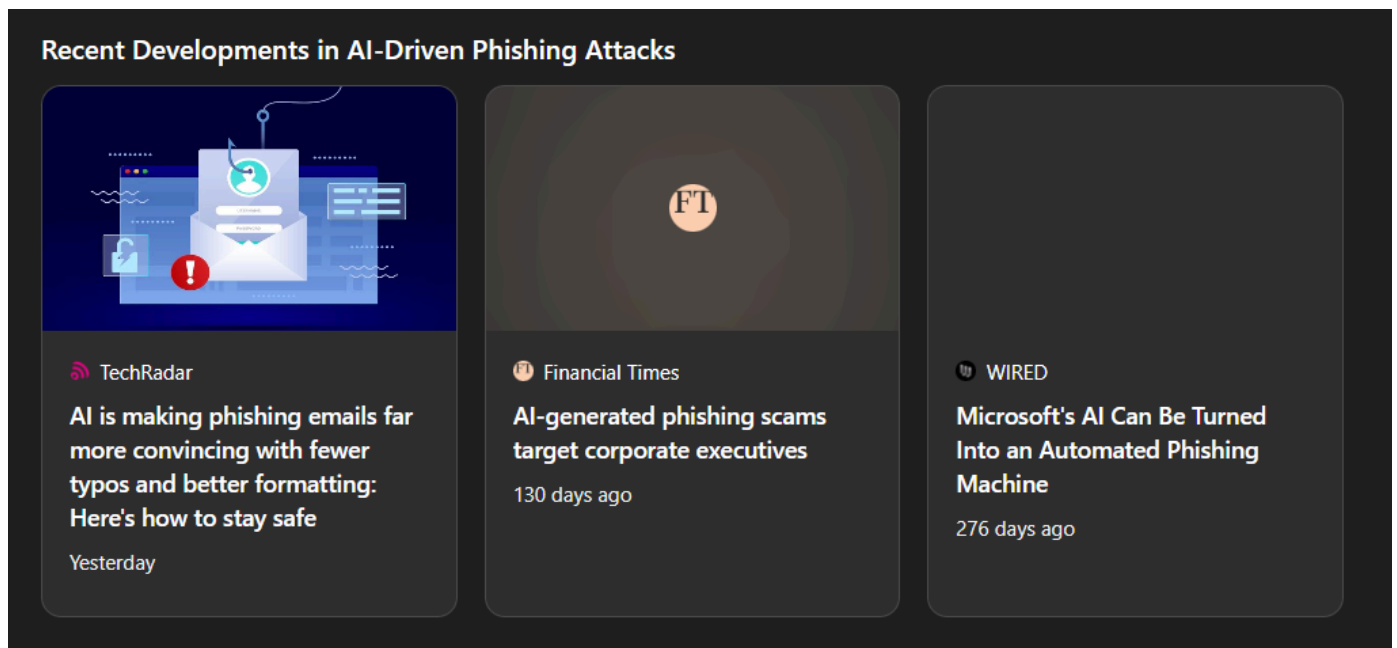 Recent Developments in AI-Driven Phishing Attacks
TechRadar
AI is making phishing emails far
more convincing with fewer
typos and better formatting:
Here's how to stay safe
Yesterday
FT
FT
Financial Times
AI-generated phishing scams
target corporate executives
130 days ago
WIRED
Microsoft's AI Can Be Turned
Into an Automated Phishing
Machine
276 days ago